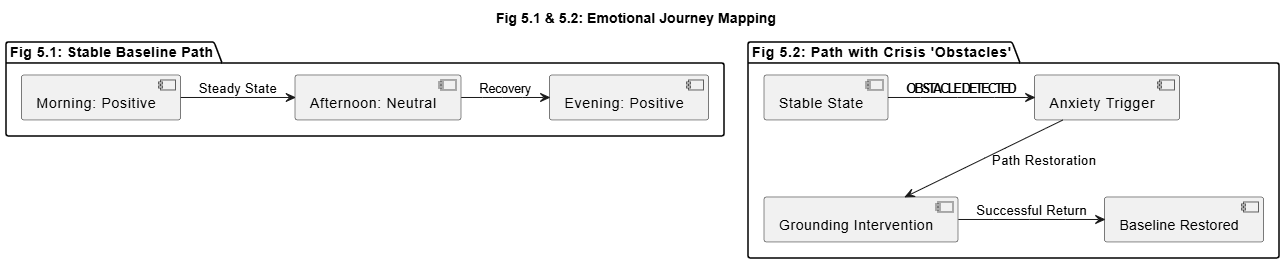 Fig 5.1 & 5.2: Emotional Journey Mapping
Fig 5.1: Stable Baseline Path
Morning: Positive
Steady State
Afternoon: Neutral
Recovery
Evening: Positive
Fig 5.2: Path with Crisis 'Obstacles'
Stable State
OBSTACLE DETECTED
Anxiety Trigger
Path Restoration
Grounding Intervention
Successful Return
Baseline Restored